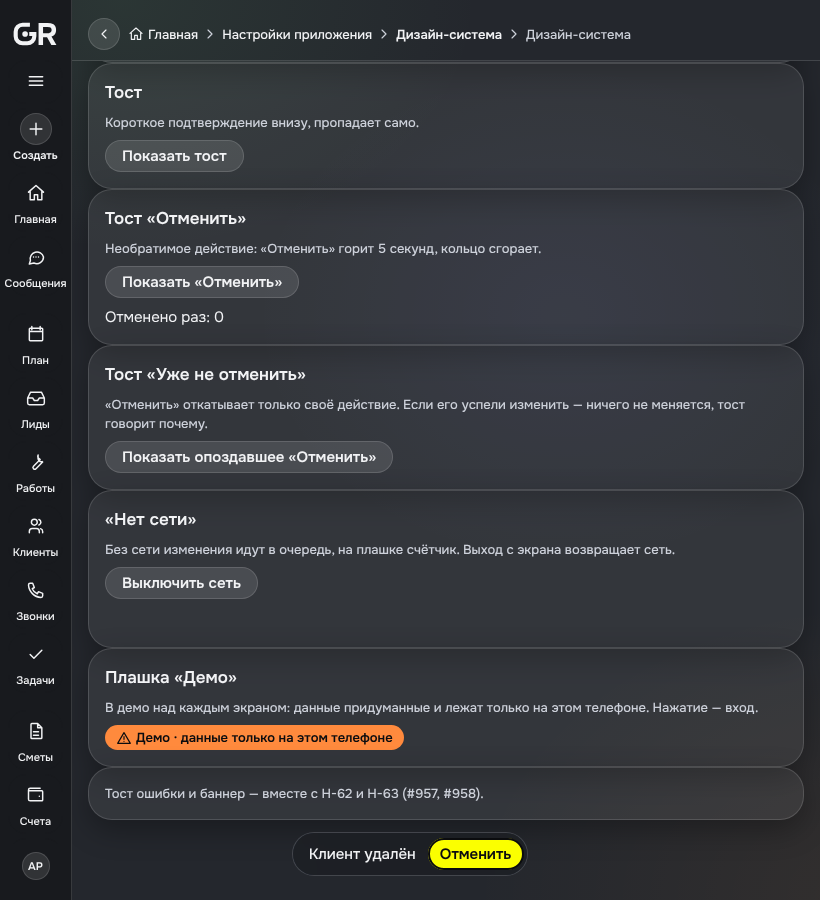 GR
Главная
Настройки приложения
Дизайн-система
Дизайн-система
Создать
Главная
Сообщения
План
Лиды
Работы
Клиенты
Звонки
Задачи
Сметы
Счета
AP
Тост
Короткое подтверждение внизу, пропадает само.
Показать тост
Тост «Отменить»
Необратимое действие: «Отменить» горит 5 секунд, кольцо сгорает.
Показать «Отменить»
Отменено раз: 0
Тост «Уже не отменить»
«Отменить» откатывает только своё действие. Если его успели изменить — ничего не меняется, тост
говорит почему.
Показать опоздавшее «Отменить»
«Нет сети»
Без сети изменения идут в очередь, на плашке счётчик. Выход с экрана возвращает сеть.
Выключить сеть
Плашка «Демо»
В демо над каждым экраном: данные придуманные и лежат только на этом телефоне. Нажатие — вход.
Демо · данные только на этом телефоне
Тост ошибки и баннер — вместе с Н-62 и Н-63 (#957, #958).
Клиент удалён
Отменить